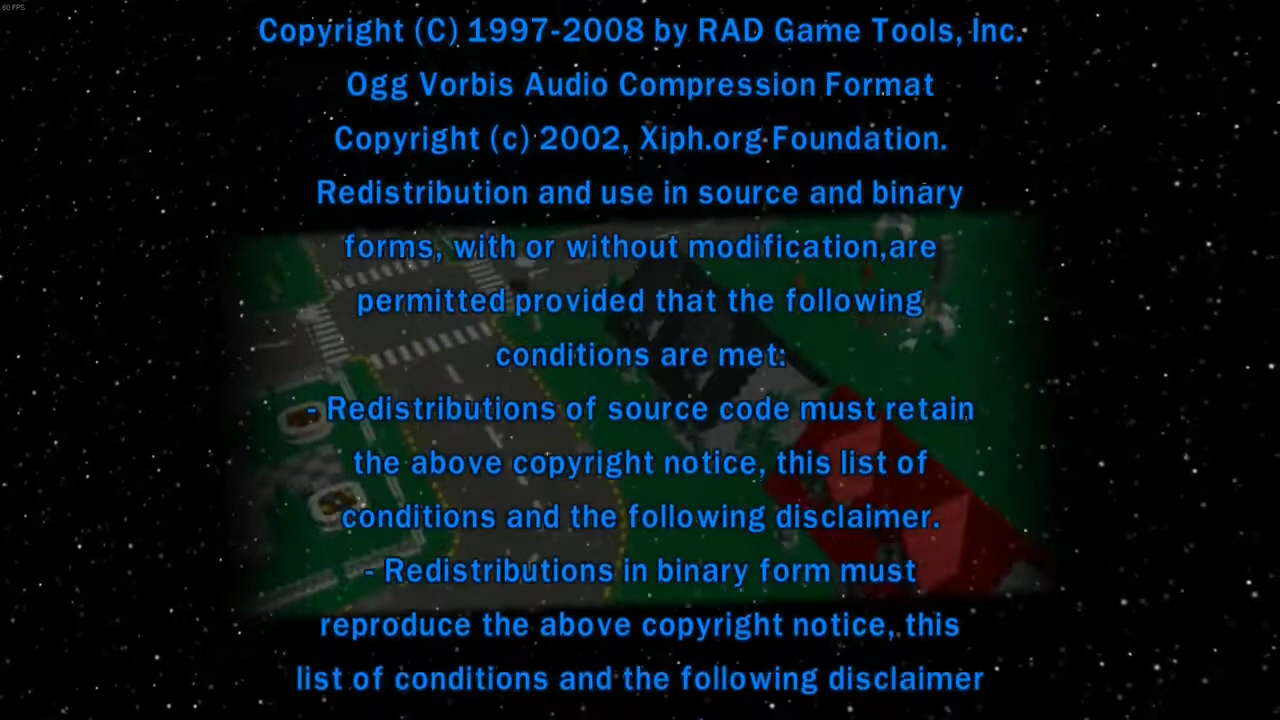 60 FPS
Copyright (C) 1997-2008 by RAD Game Tools, Inc.
Ogg Vorbis Audio Compression Format
Copyright (c) 2002, Xiph.org Foundation.
Redistribution and use in source and binary
forms, with or without modification,are
permitted provided that the following
conditions are met:
- Redistributions of source code must retain
the above copyright notice, this list of
conditions and the following disclaimer.
- Redistributions in binary form must
reproduce the above copyright notice, this
list of conditions and the following disclaimer